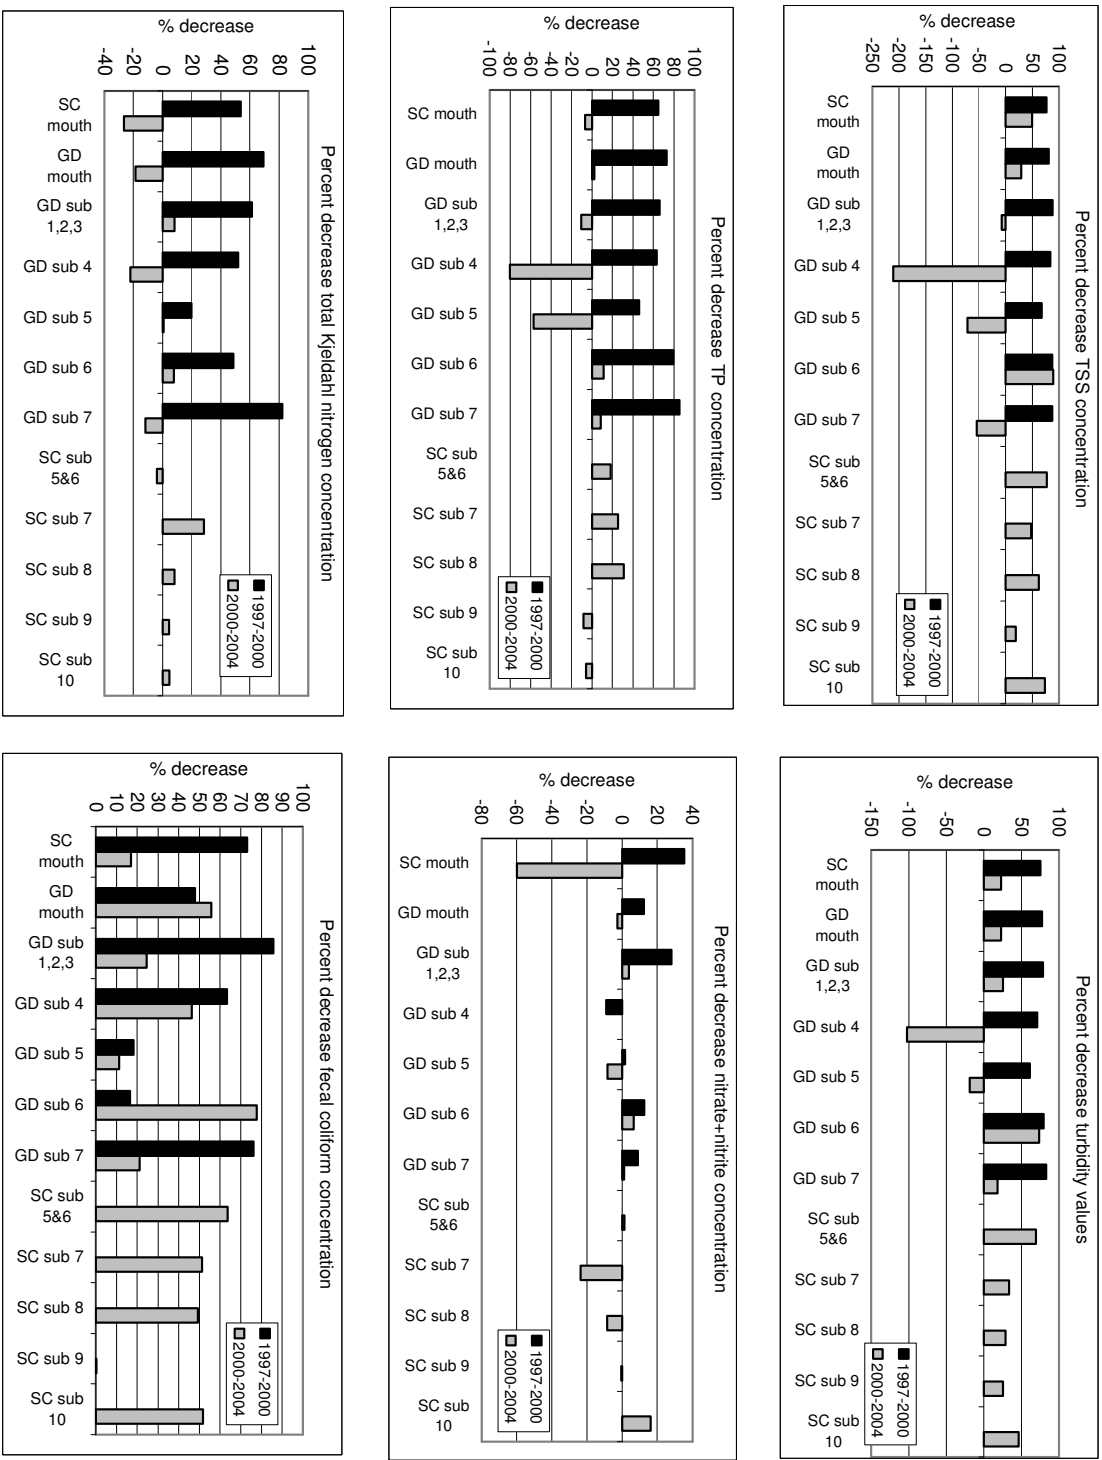 Percent decrease TSS concentration
% decrease
100
50
0
-50
-100
-150
-200
-250
SC
mouth
GD
mouth
GD sub
1,2,3
GD sub 4
GD sub 5
GD sub 6
GD sub 7
SC sub
5&6
SC sub 7
SC sub 8
SC sub 9
SC sub
10
1997-2000
2000-2004
Percent decrease turbidity values
% decrease
100
50
0
-50
-100
-150
SC
mouth
GD
mouth
GD sub
1,2,3
GD sub 4
GD sub 5
GD sub 6
GD sub 7
SC sub
5&6
SC sub 7
SC sub 8
SC sub 9
SC sub
10
1997-2000
2000-2004
Percent decrease TP concentration
% decrease
100
80
60
40
20
0
-20
-40
-60
-80
-100
SC mouth
GD mouth
GD sub
1,2,3
GD sub 4
GD sub 5
GD sub 6
GD sub 7
SC sub
5&6
SC sub 7
SC sub 8
SC sub 9
SC sub
10
1997-2000
2000-2004
Percent decrease nitrate+nitrite concentration
% decrease
40
20
0
-20
-40
-60
-80
SC mouth
GD mouth
GD sub
1,2,3
GD sub 4
GD sub 5
GD sub 6
GD sub 7
SC sub
5&6
SC sub 7
SC sub 8
SC sub 9
SC sub
10
1997-2000
2000-2004
Percent decrease total Kjeldahl nitrogen concentration
% decrease
100
80
60
40
20
0
-20
-40
SC
mouth
GD
mouth
GD sub
1,2,3
GD sub 4
GD sub 5
GD sub 6
GD sub 7
SC sub
5&6
SC sub 7
SC sub 8
SC sub 9
SC sub
10
1997-2000
2000-2004
Percent decrease fecal coliform concentration
% decrease
100
90
80
70
60
50
40
30
20
10
0
SC
mouth
GD
mouth
GD sub
1,2,3
GD sub 4
GD sub 5
GD sub 6
GD sub 7
SC sub
5&6
SC sub 7
SC sub 8
SC sub 9
SC sub
10
1997-2000
2000-2004